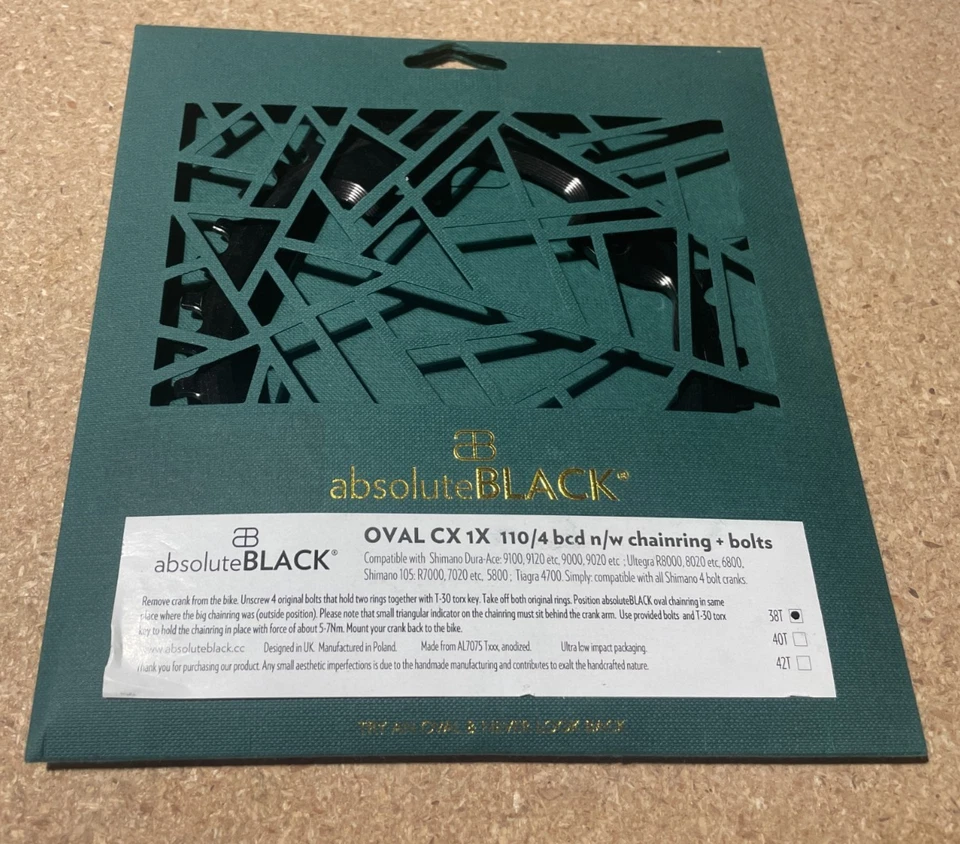 absoluteBLACK®
absoluteBLACK®
OVAL CX 1X 110/4 bcd n/w chainring + bolts
Compatible with Shimano Dura-Ace: 9100, 9120 etc, 9000, 9020 etc ; Ultegra R8000, 8020 etc, 6800,
Shimano 105: R7000, 7020 etc, 5800 ; Tiagra 4700. Simply: compatible with all Shimano 4 bolt cranks.
Remove crank from the bike. Unscrew 4 original bolts that hold two rings together with T-30 torx key. Take off both original rings. Position absoluteBLACK oval chainring in same
place where the big chainring was (outside position). Please note that small triangular indicator on the chainring must sit behind the crank arm. Use provided bolts and T-30 torx
key to hold the chainring in place with force of about 5-7Nm. Mount your crank back to the bike.
38T
40T
42T
www.absoluteblack.cc Designed in UK. Manufactured in Poland. Made from AL7075 Txxx, anodized. Ultra low impact packaging.
Thank you for purchasing our product. Any small aesthetic imperfections is due to the handmade manufacturing and contributes to exalt the handcrafted nature.
TRY AN OVAL & NEVER LOOK BACK